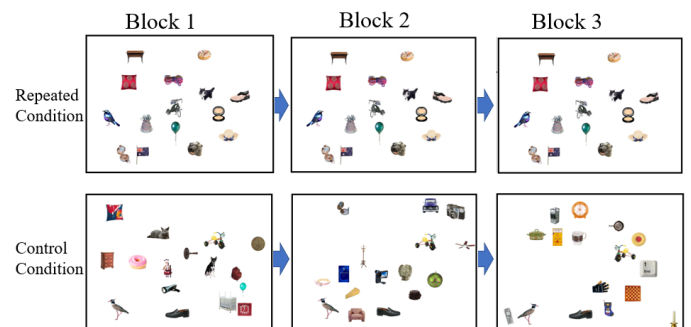 Block 1
Block 2
Block 3
Repeated
Condition
Control
Condition